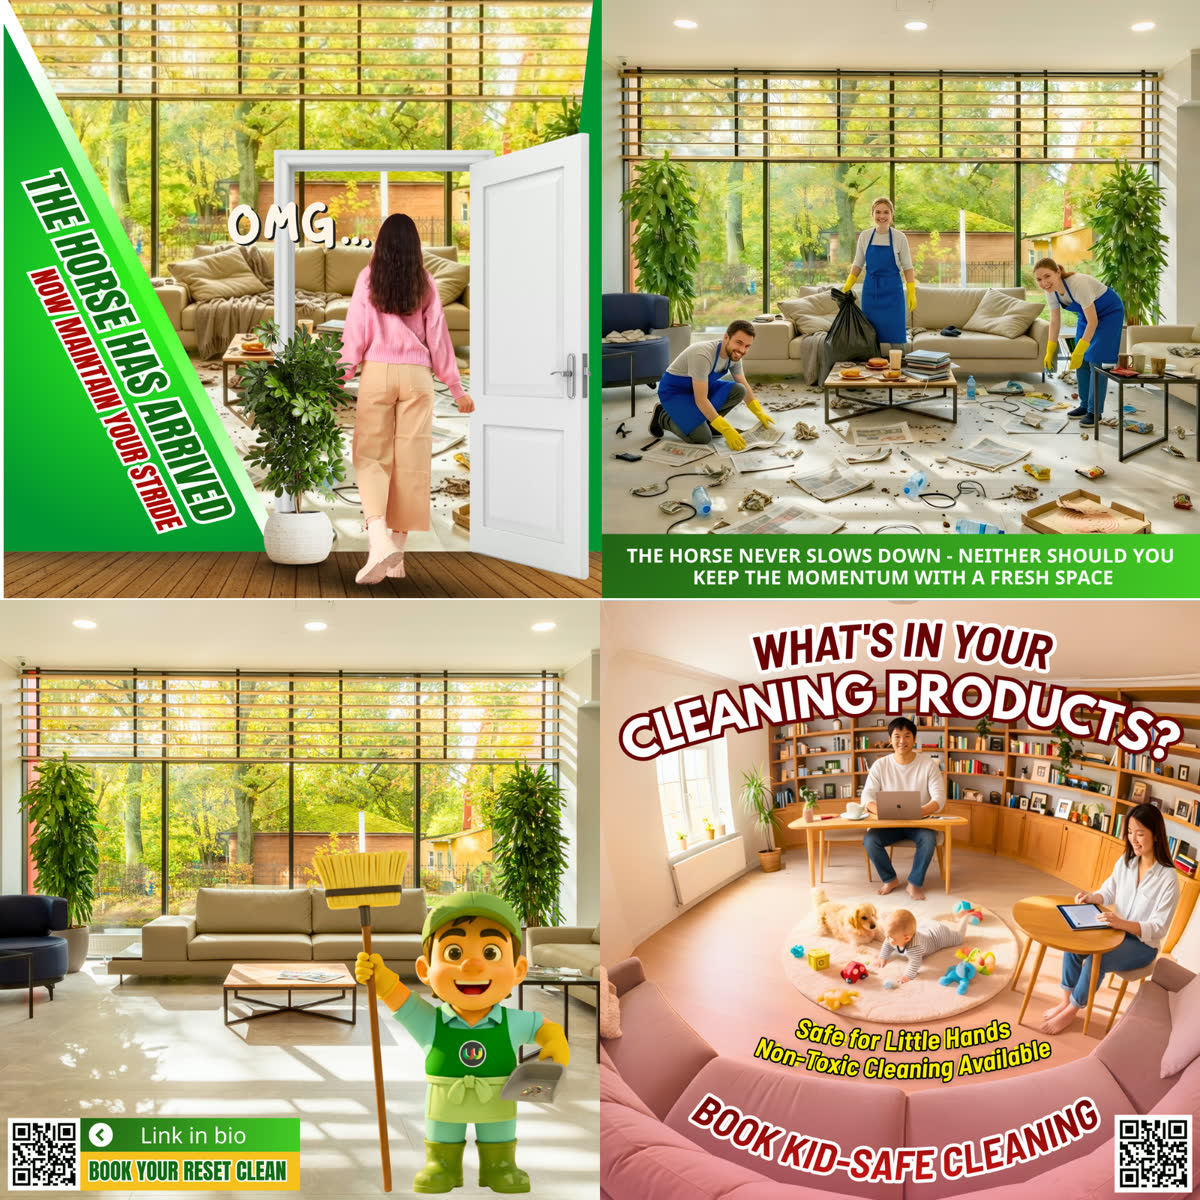 THE HORSE HAS ARRIVED
NOW MAINTAIN YOUR STRIDE
OMG...
THE HORSE NEVER SLOWS DOWN - NEITHER SHOULD YOU
KEEP THE MOMENTUM WITH A FRESH SPACE
Link in bio
BOOK YOUR RESET CLEAN
WHAT'S IN YOUR
CLEANING PRODUCTS?
Safe for Little Hands
Non-Toxic Cleaning Available
BOOK KID-SAFE CLEANING